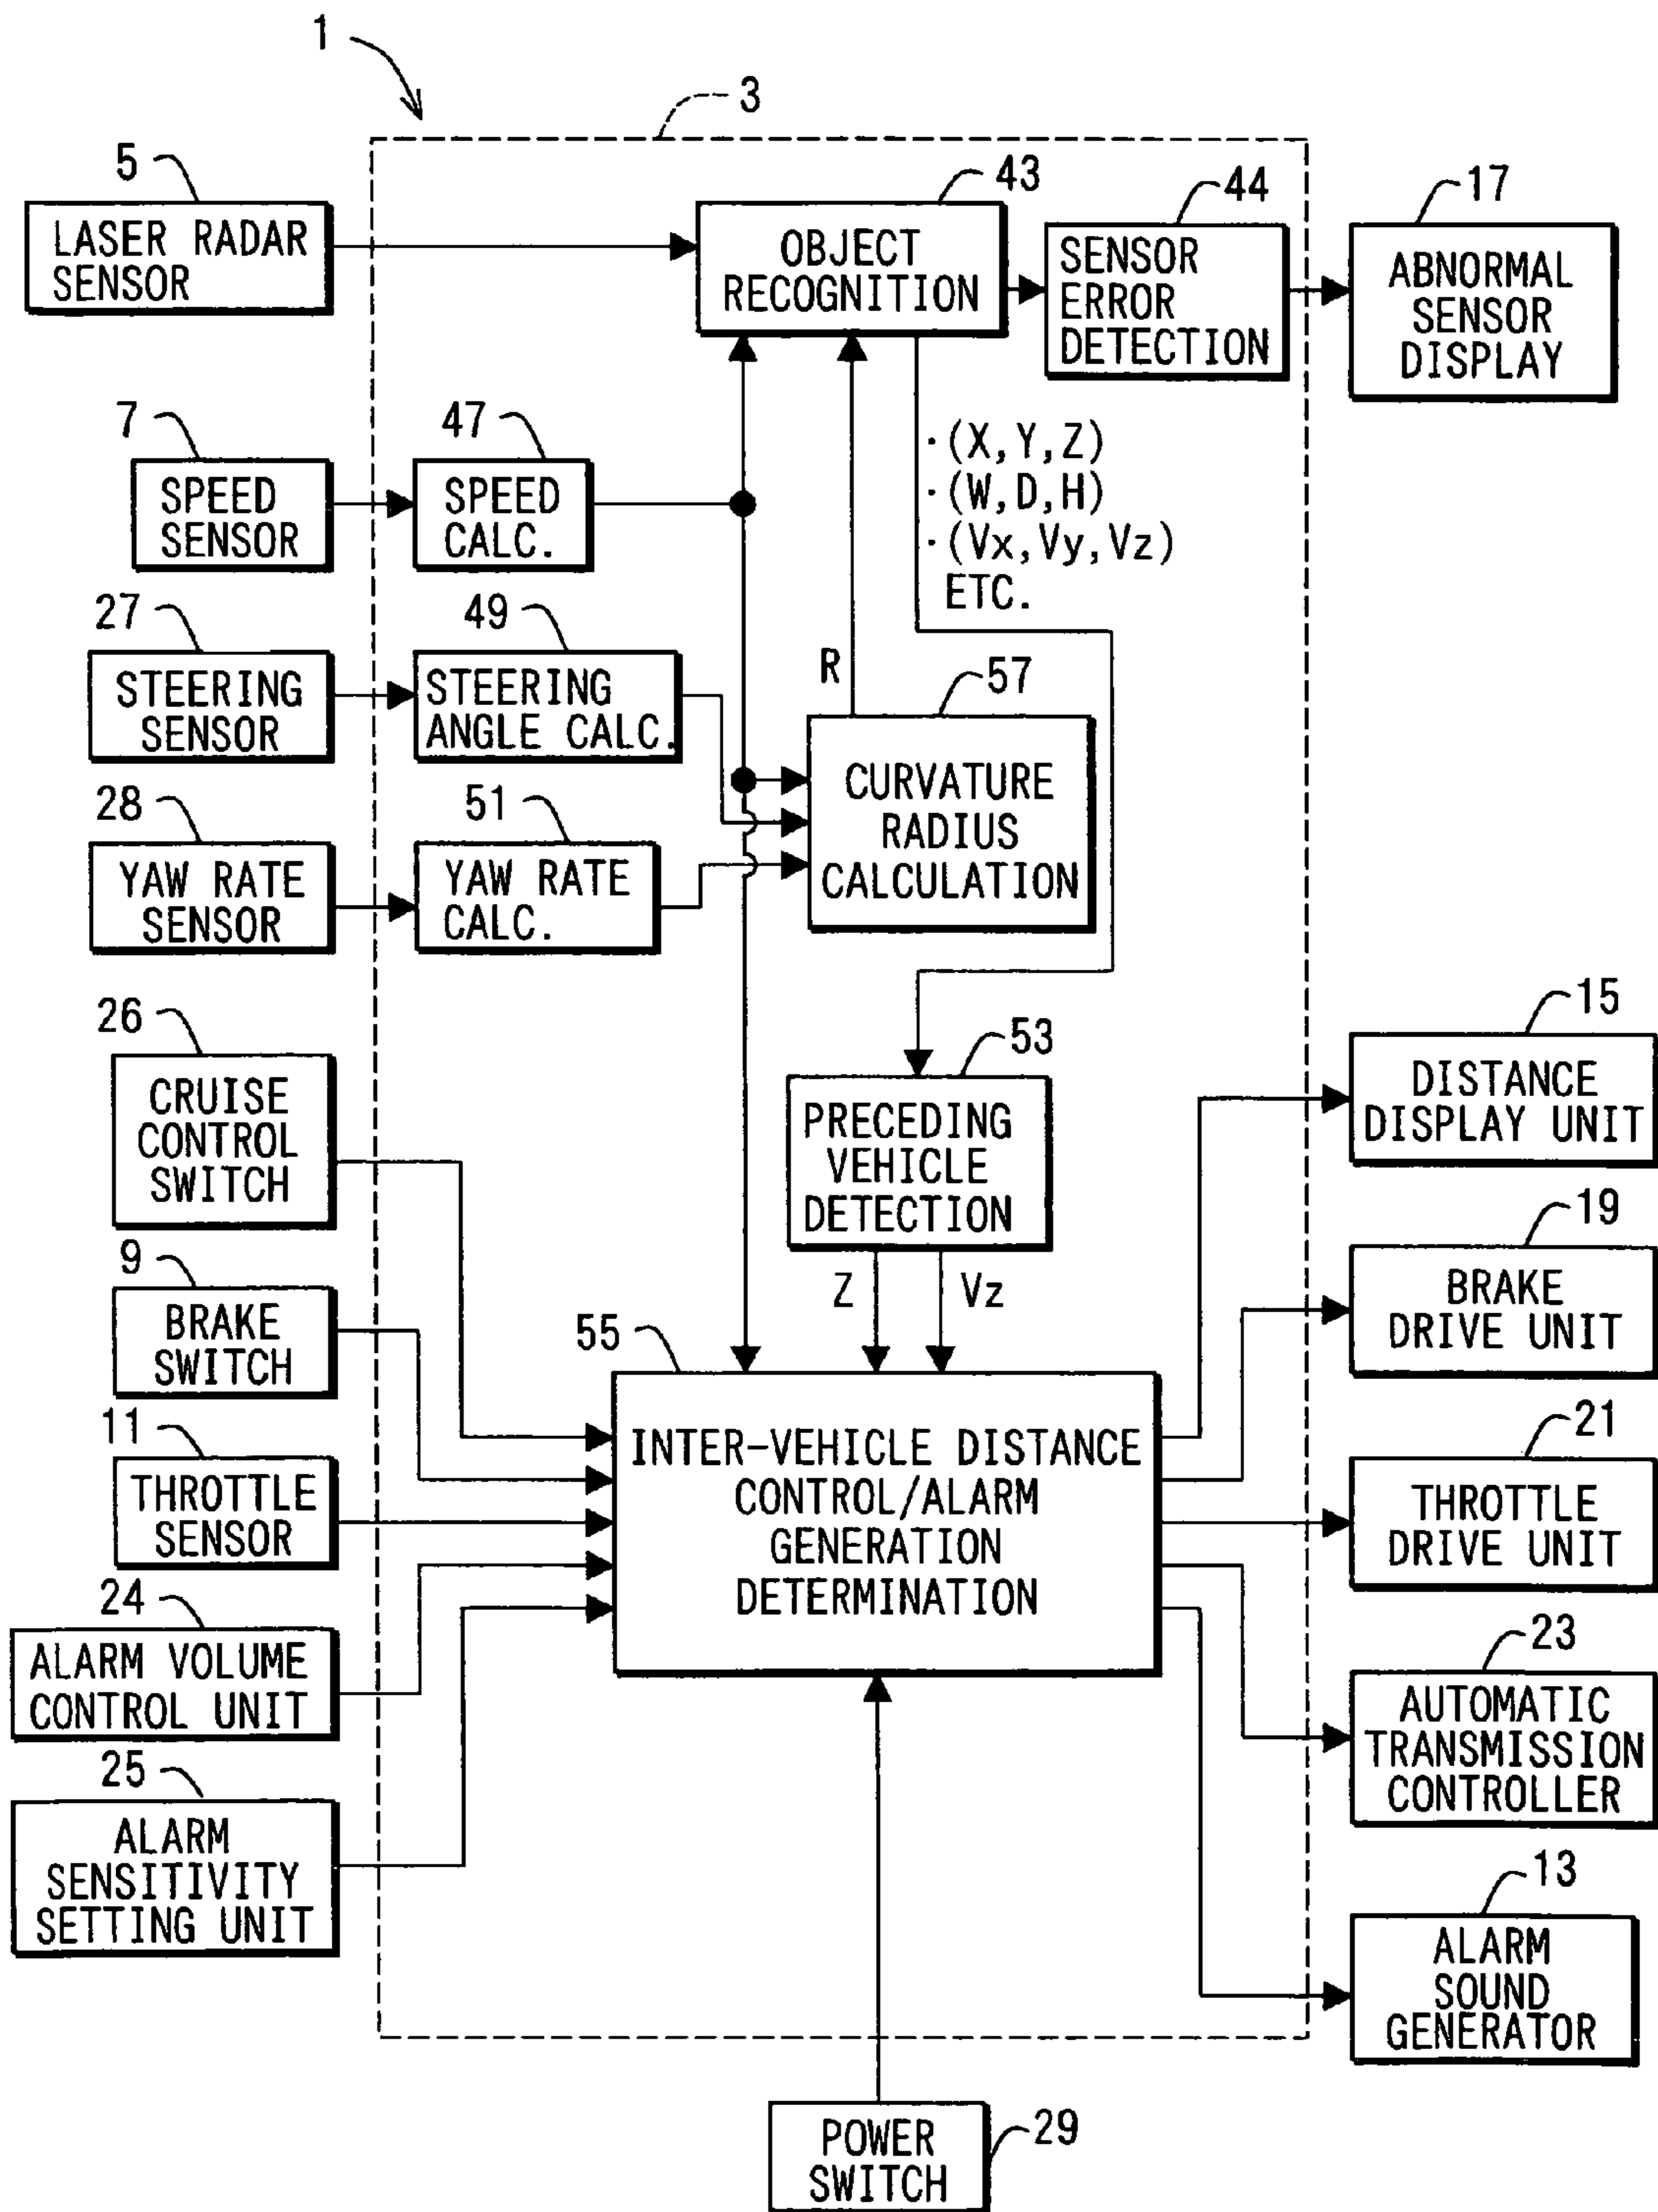 1
3
5
LASER RADAR
SENSOR
43
OBJECT
RECOGNITION
44
SENSOR
ERROR
DETECTION
17
ABNORMAL
SENSOR
DISPLAY
7
SPEED
SENSOR
47
SPEED
CALC.
·(X,Y,Z)
·(W,D,H)
·(Vx,Vy,Vz)
ETC.
27
STEERING
SENSOR
49
STEERING
ANGLE CALC.
R
57
CURVATURE
RADIUS
CALCULATION
28
YAW RATE
SENSOR
51
YAW RATE
CALC.
26
CRUISE
CONTROL
SWITCH
53
PRECEDING
VEHICLE
DETECTION
15
DISTANCE
DISPLAY UNIT
9
BRAKE
SWITCH
Z
Vz
19
BRAKE
DRIVE UNIT
55
INTER-VEHICLE DISTANCE
CONTROL/ALARM
GENERATION
DETERMINATION
11
THROTTLE
SENSOR
21
THROTTLE
DRIVE UNIT
24
ALARM VOLUME
CONTROL UNIT
23
AUTOMATIC
TRANSMISSION
CONTROLLER
25
ALARM
SENSITIVITY
SETTING UNIT
13
ALARM
SOUND
GENERATOR
POWER
SWITCH
29